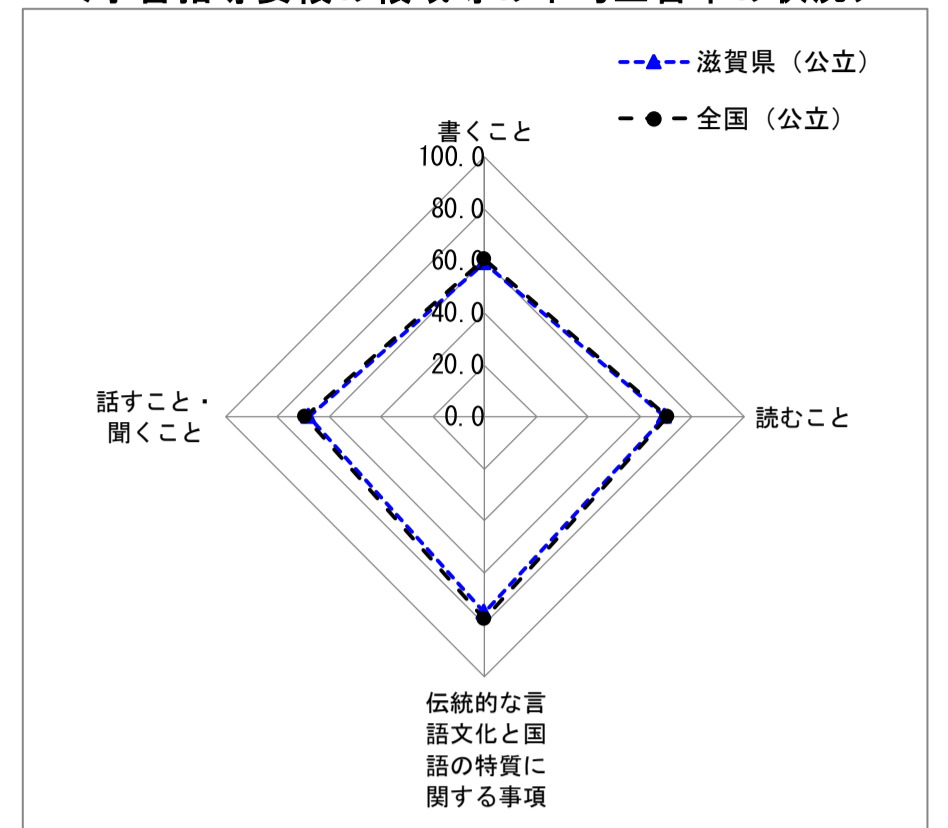 滋賀県（公立）
全国（公立）
書くこと
100.0
80.0
60.0
40.0
20.0
0.0
話すこと・
聞くこと
読むこと
伝統的な言
語文化と国
語の特質に
関する事項